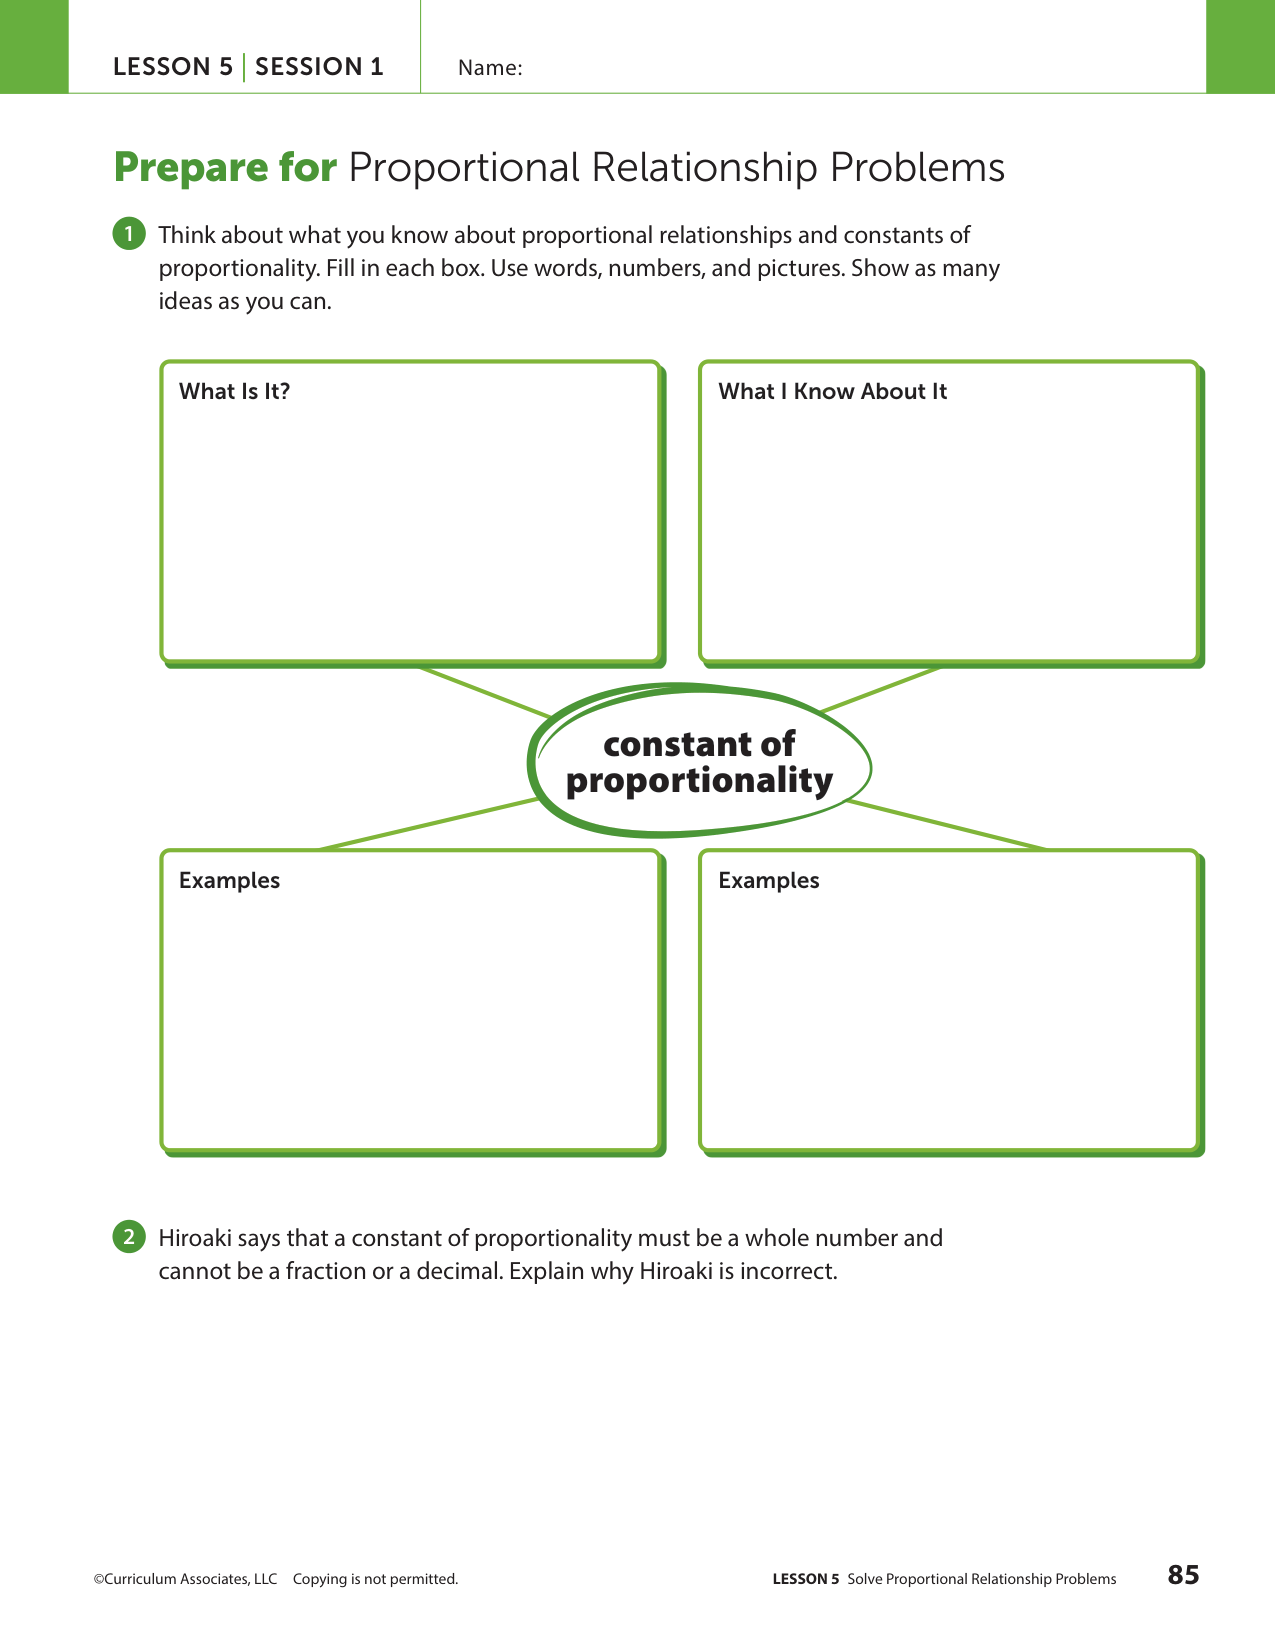 LESSON 5 | SESSION 1
Name:
Prepare for Proportional Relationship Problems
1 Think about what you know about proportional relationships and constants of
proportionality. Fill in each box. Use words, numbers, and pictures. Show as many
ideas as you can.
What Is It?
What I Know About It
constant of
proportionality
Examples
Examples
2 Hiroaki says that a constant of proportionality must be a whole number and
cannot be a fraction or a decimal. Explain why Hiroaki is incorrect.
©Curriculum Associates, LLC Copying is not permitted.
LESSON 5 Solve Proportional Relationship Problems
85